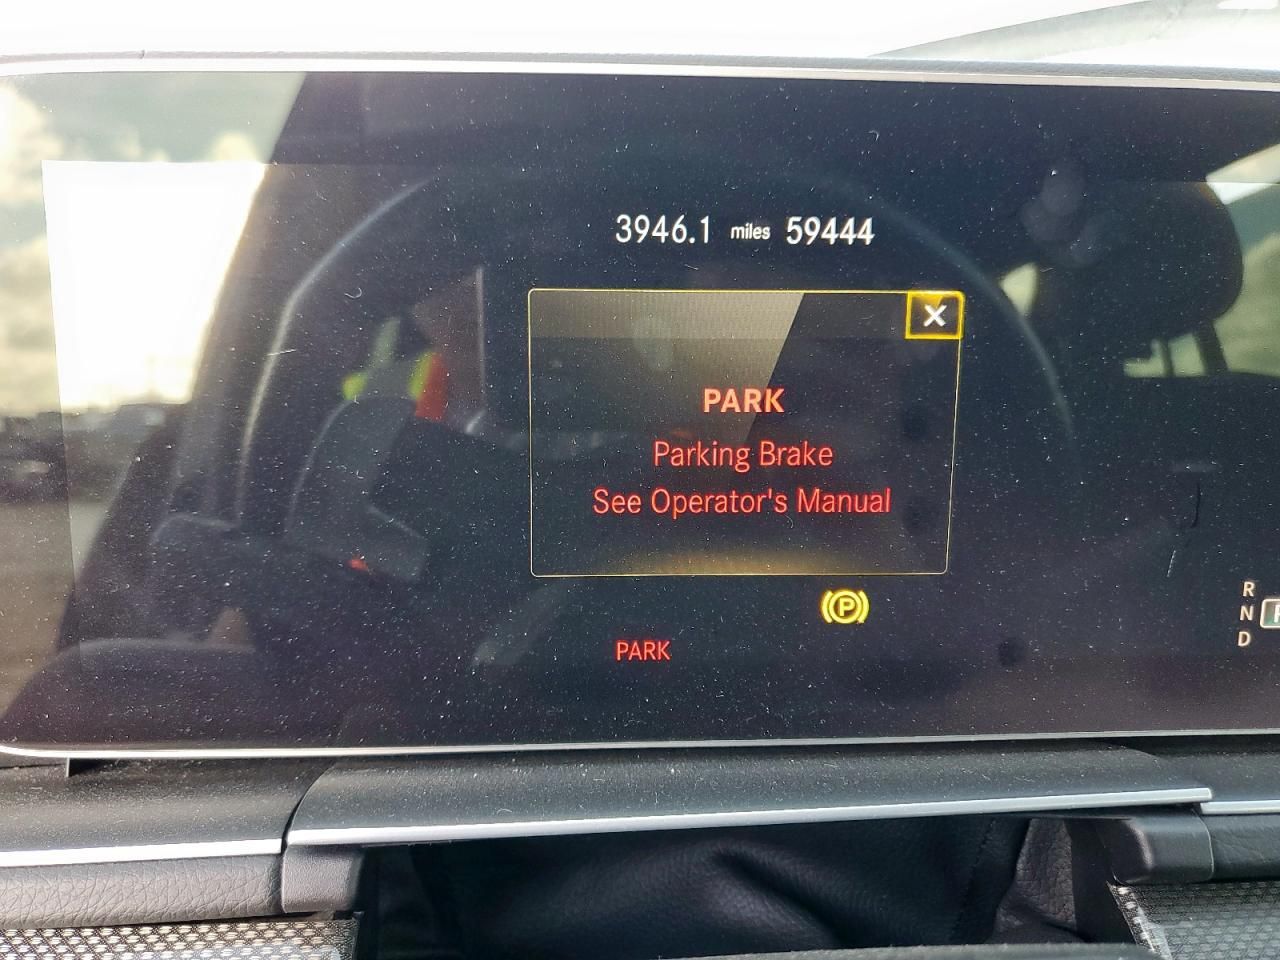 3946.1 miles 59444
X
PARK
Parking Brake
See Operator's Manual
(P)
PARK
R
N
D
P